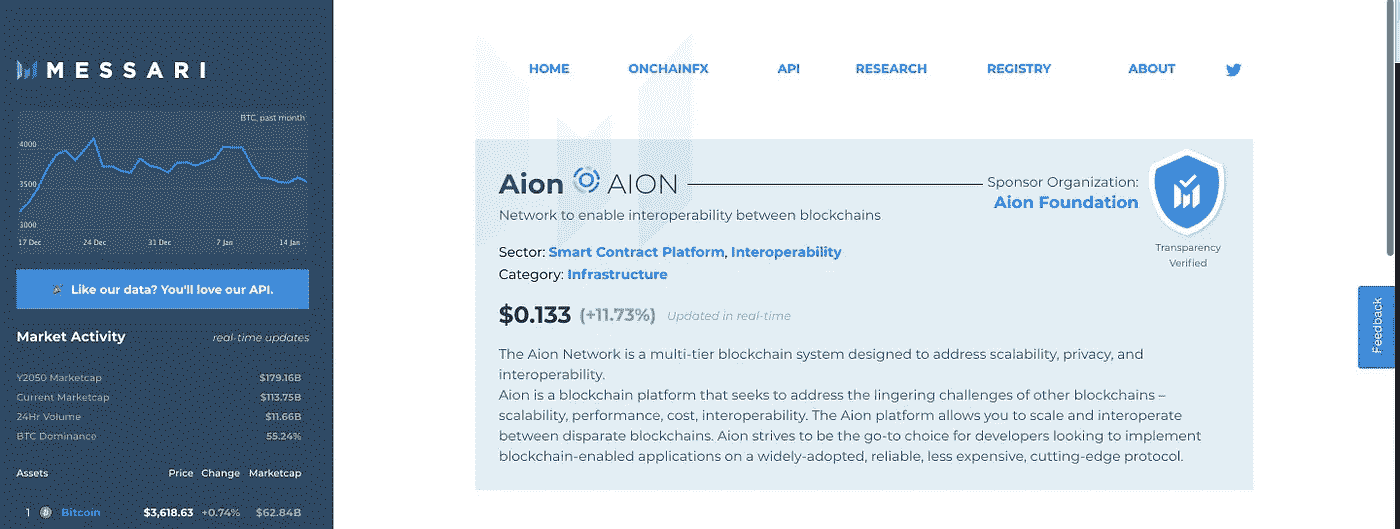 MESSARI
BTC, past month
4000
3500
3000
17 Dec 24 Dec 31 Dec 7 Jan 14 Jan
Like our data? You'll love our API.
Market Activity real-time updates
Y2050 Marketcap $179.16B
Current Marketcap $113.75B
24Hr Volume $11.66B
BTC Dominance 55.24%
Assets Price Change Marketcap
1 Bitcoin $3,618.63 +0.74% $62.84B
HOME ONCHAINFX API RESEARCH REGISTRY ABOUT
Aion AION
Sponsor Organization:
Aion Foundation
Transparency
Verified
Network to enable interoperability between blockchains
Sector: Smart Contract Platform, Interoperability
Category: Infrastructure
$0.133 (+11.73%) Updated in real-time
The Aion Network is a multi-tier blockchain system designed to address scalability, privacy, and
interoperability.
Aion is a blockchain platform that seeks to address the lingering challenges of other blockchains –
scalability, performance, cost, interoperability. The Aion platform allows you to scale and interoperate
between disparate blockchains. Aion strives to be the go-to choice for developers looking to implement
blockchain-enabled applications on a widely-adopted, reliable, less expensive, cutting-edge protocol.
Feedback